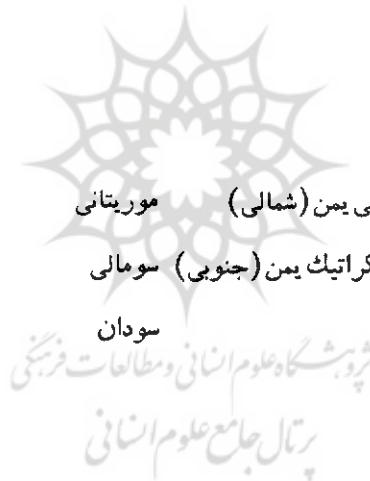 ی یمن (شمالی) موریتانی
کراتیك یمن (جنوبی) سومالی
سودان
پژوهشگاه علوم انسانی و مطالعات فرهنگی
پرتال جامع علوم انسانی